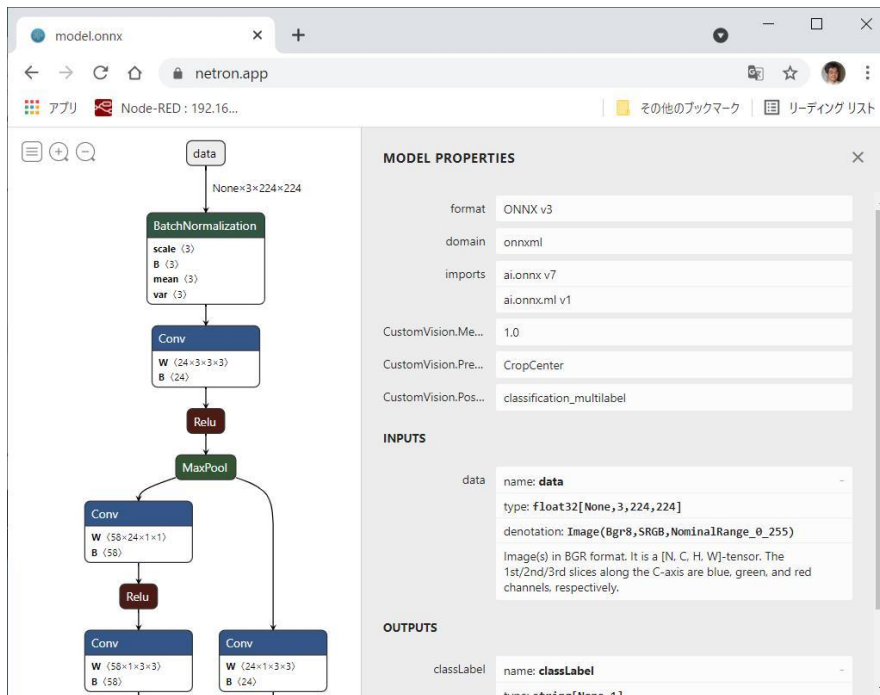 model.onnx
netron.app
アプリ
Node-RED : 192.16...
その他のブックマーク
リーディング リスト
data
None×3×224×224
BatchNormalization
scale ⟨3⟩
B ⟨3⟩
mean ⟨3⟩
var ⟨3⟩
Conv
W ⟨24×3×3×3⟩
B ⟨24⟩
Relu
MaxPool
Conv
W ⟨58×24×1×1⟩
B ⟨58⟩
Relu
Conv
W ⟨58×1×3×3⟩
B ⟨58⟩
Conv
W ⟨24×1×3×3⟩
B ⟨24⟩
MODEL PROPERTIES
format ONNX v3
domain onnxml
imports ai.onnx v7
ai.onnx.ml v1
CustomVision.Me... 1.0
CustomVision.Pre... CropCenter
CustomVision.Pos... classification_multilabel
INPUTS
data name: data
type: float32[None,3,224,224]
denotation: Image(Bgr8,SRGB,NominalRange_0_255)
Image(s) in BGR format. It is a [N, C, H, W]-tensor. The
1st/2nd/3rd slices along the C-axis are blue, green, and red
channels, respectively.
OUTPUTS
classLabel name: classLabel
type: string[None,1]